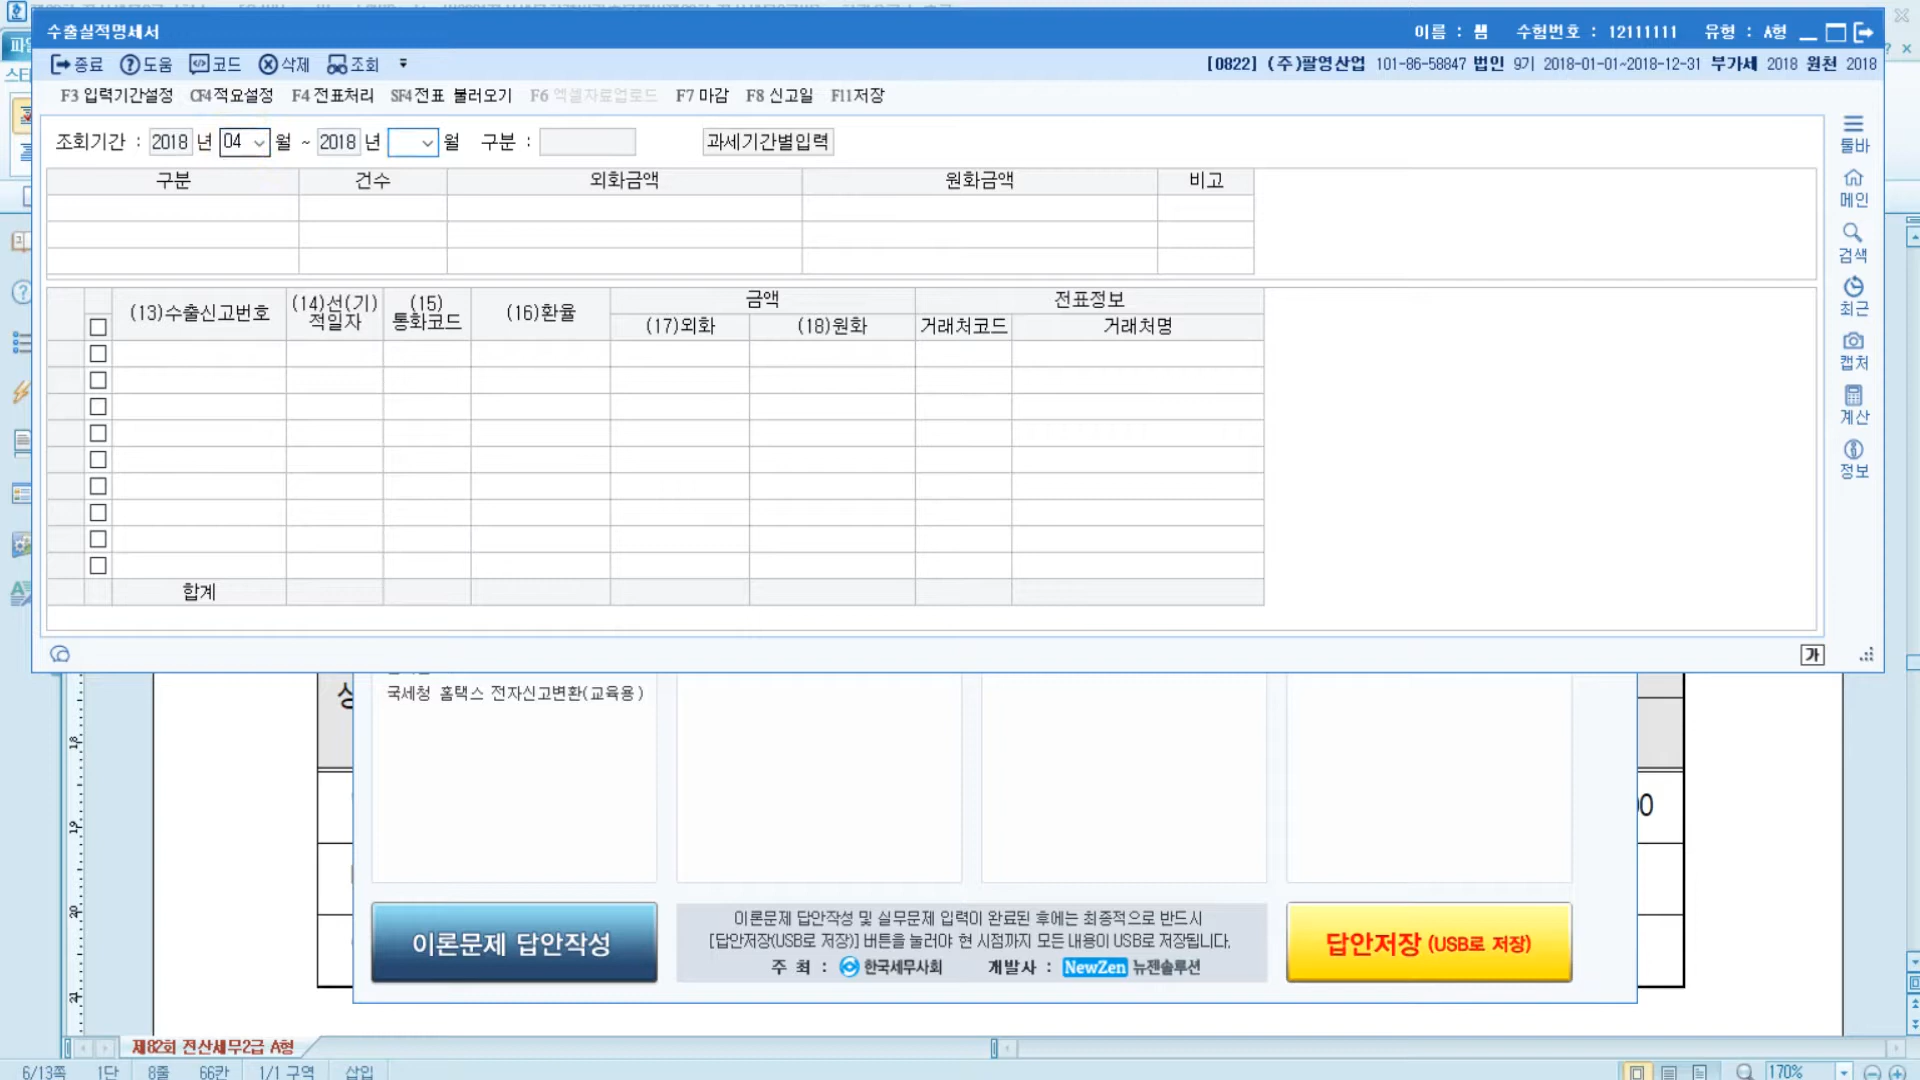 수출실적명세서 이름 : 쨈 수험번호 : 12111111 유형 : A형
종료 도움 코드 삭제 조회 [0822] (주)팔영산업 101-86-58847 법인 9기 2018-01-01~2018-12-31 부가세 2018 원천 2018
F3 입력기간설정 CF4 적요설정 F4 전표처리 SF4 전표 불러오기 F6 엑셀자료업로드 F7 마감 F8 신고일 F11저장
조회기간 : 2018 년 04 월 ~ 2018 년 월 구분 : 과세기간별입력
구분 건수 외화금액 원화금액 비고
(13)수출신고번호 (14)선(기)적일자 (15)통화코드 (16)환율 금액 전표정보
(17)외화 (18)원화 거래처코드 거래처명
합계
툴바
메인
검색
최근
캡처
계산
정보
가
국세청 홈택스 전자신고변환(교육용)
18
19
20
21
이론문제 답안작성
이론문제 답안작성 및 실무문제 입력이 완료된 후에는 최종적으로 반드시
[답안저장(USB로 저장)] 버튼을 눌러야 현 시점까지 모든 내용이 USB로 저장됩니다.
주 최 : 한국세무사회 개발사 : NewZen 뉴젠솔루션
답안저장 (USB로 저장)
제82회 전산세무2급 A형
6/13쪽 1단 8줄 66칸 1/1 구역 삽입 170%